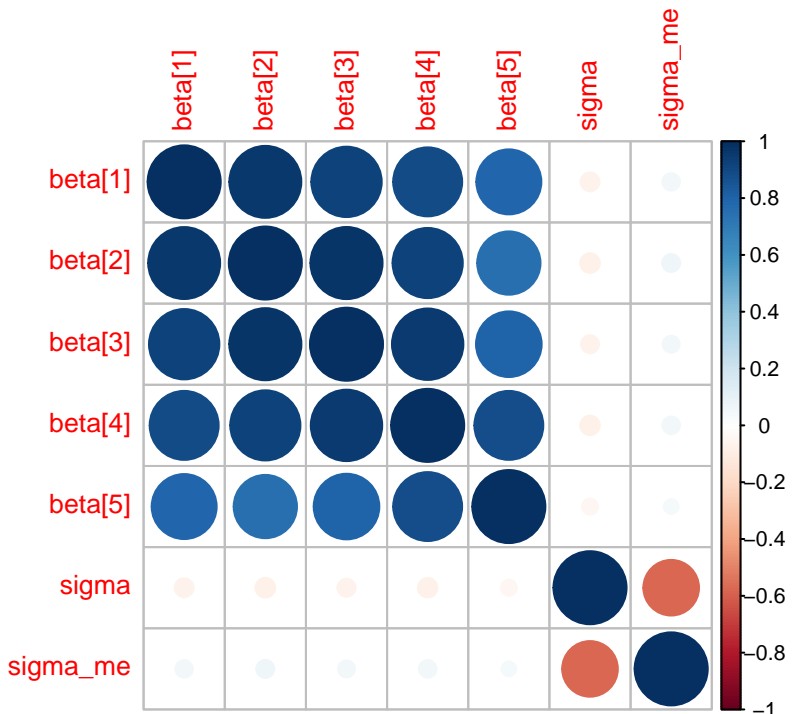 beta[1]
beta[2]
beta[3]
beta[4]
beta[5]
sigma
sigma_me
beta[1]
beta[2]
beta[3]
beta[4]
beta[5]
sigma
sigma_me
1
0.8
0.6
0.4
0.2
0
−0.2
−0.4
−0.6
−0.8
−1